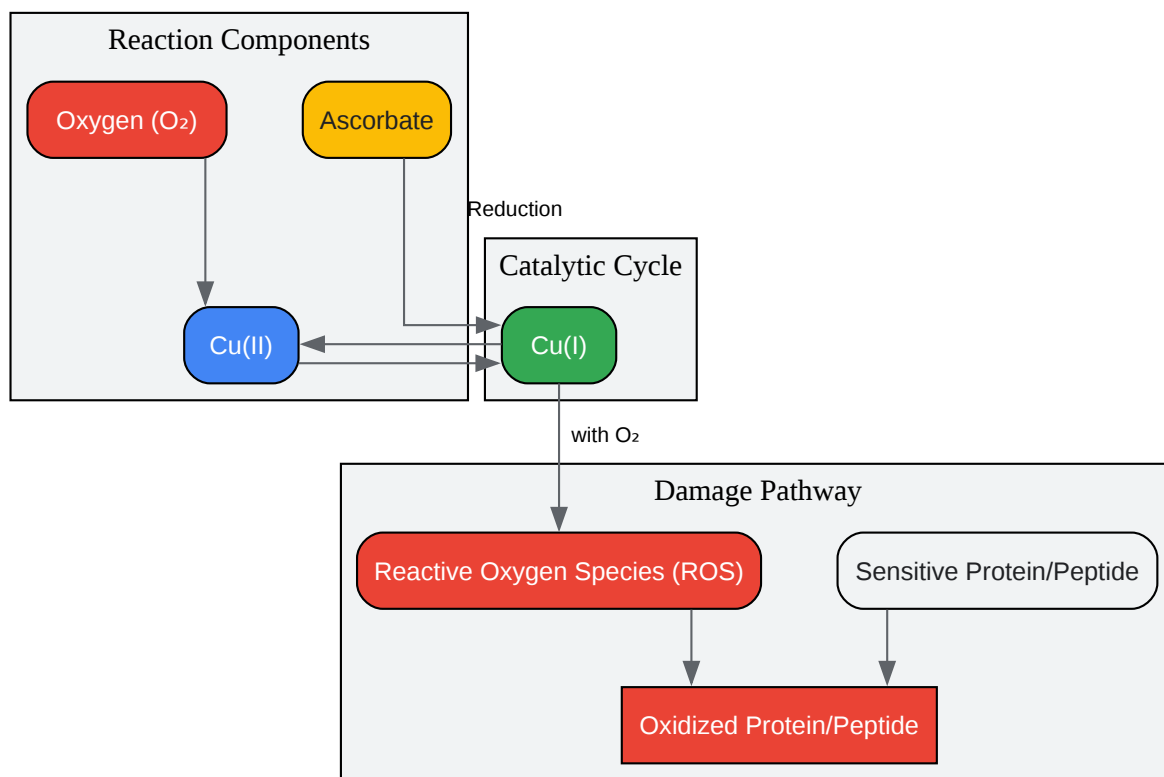 Reaction Components
Oxygen (O₂)
Ascorbate
Reduction
Catalytic Cycle
Cu(II)
Cu(I)
with O₂
Damage Pathway
Reactive Oxygen Species (ROS)
Sensitive Protein/Peptide
Oxidized Protein/Peptide